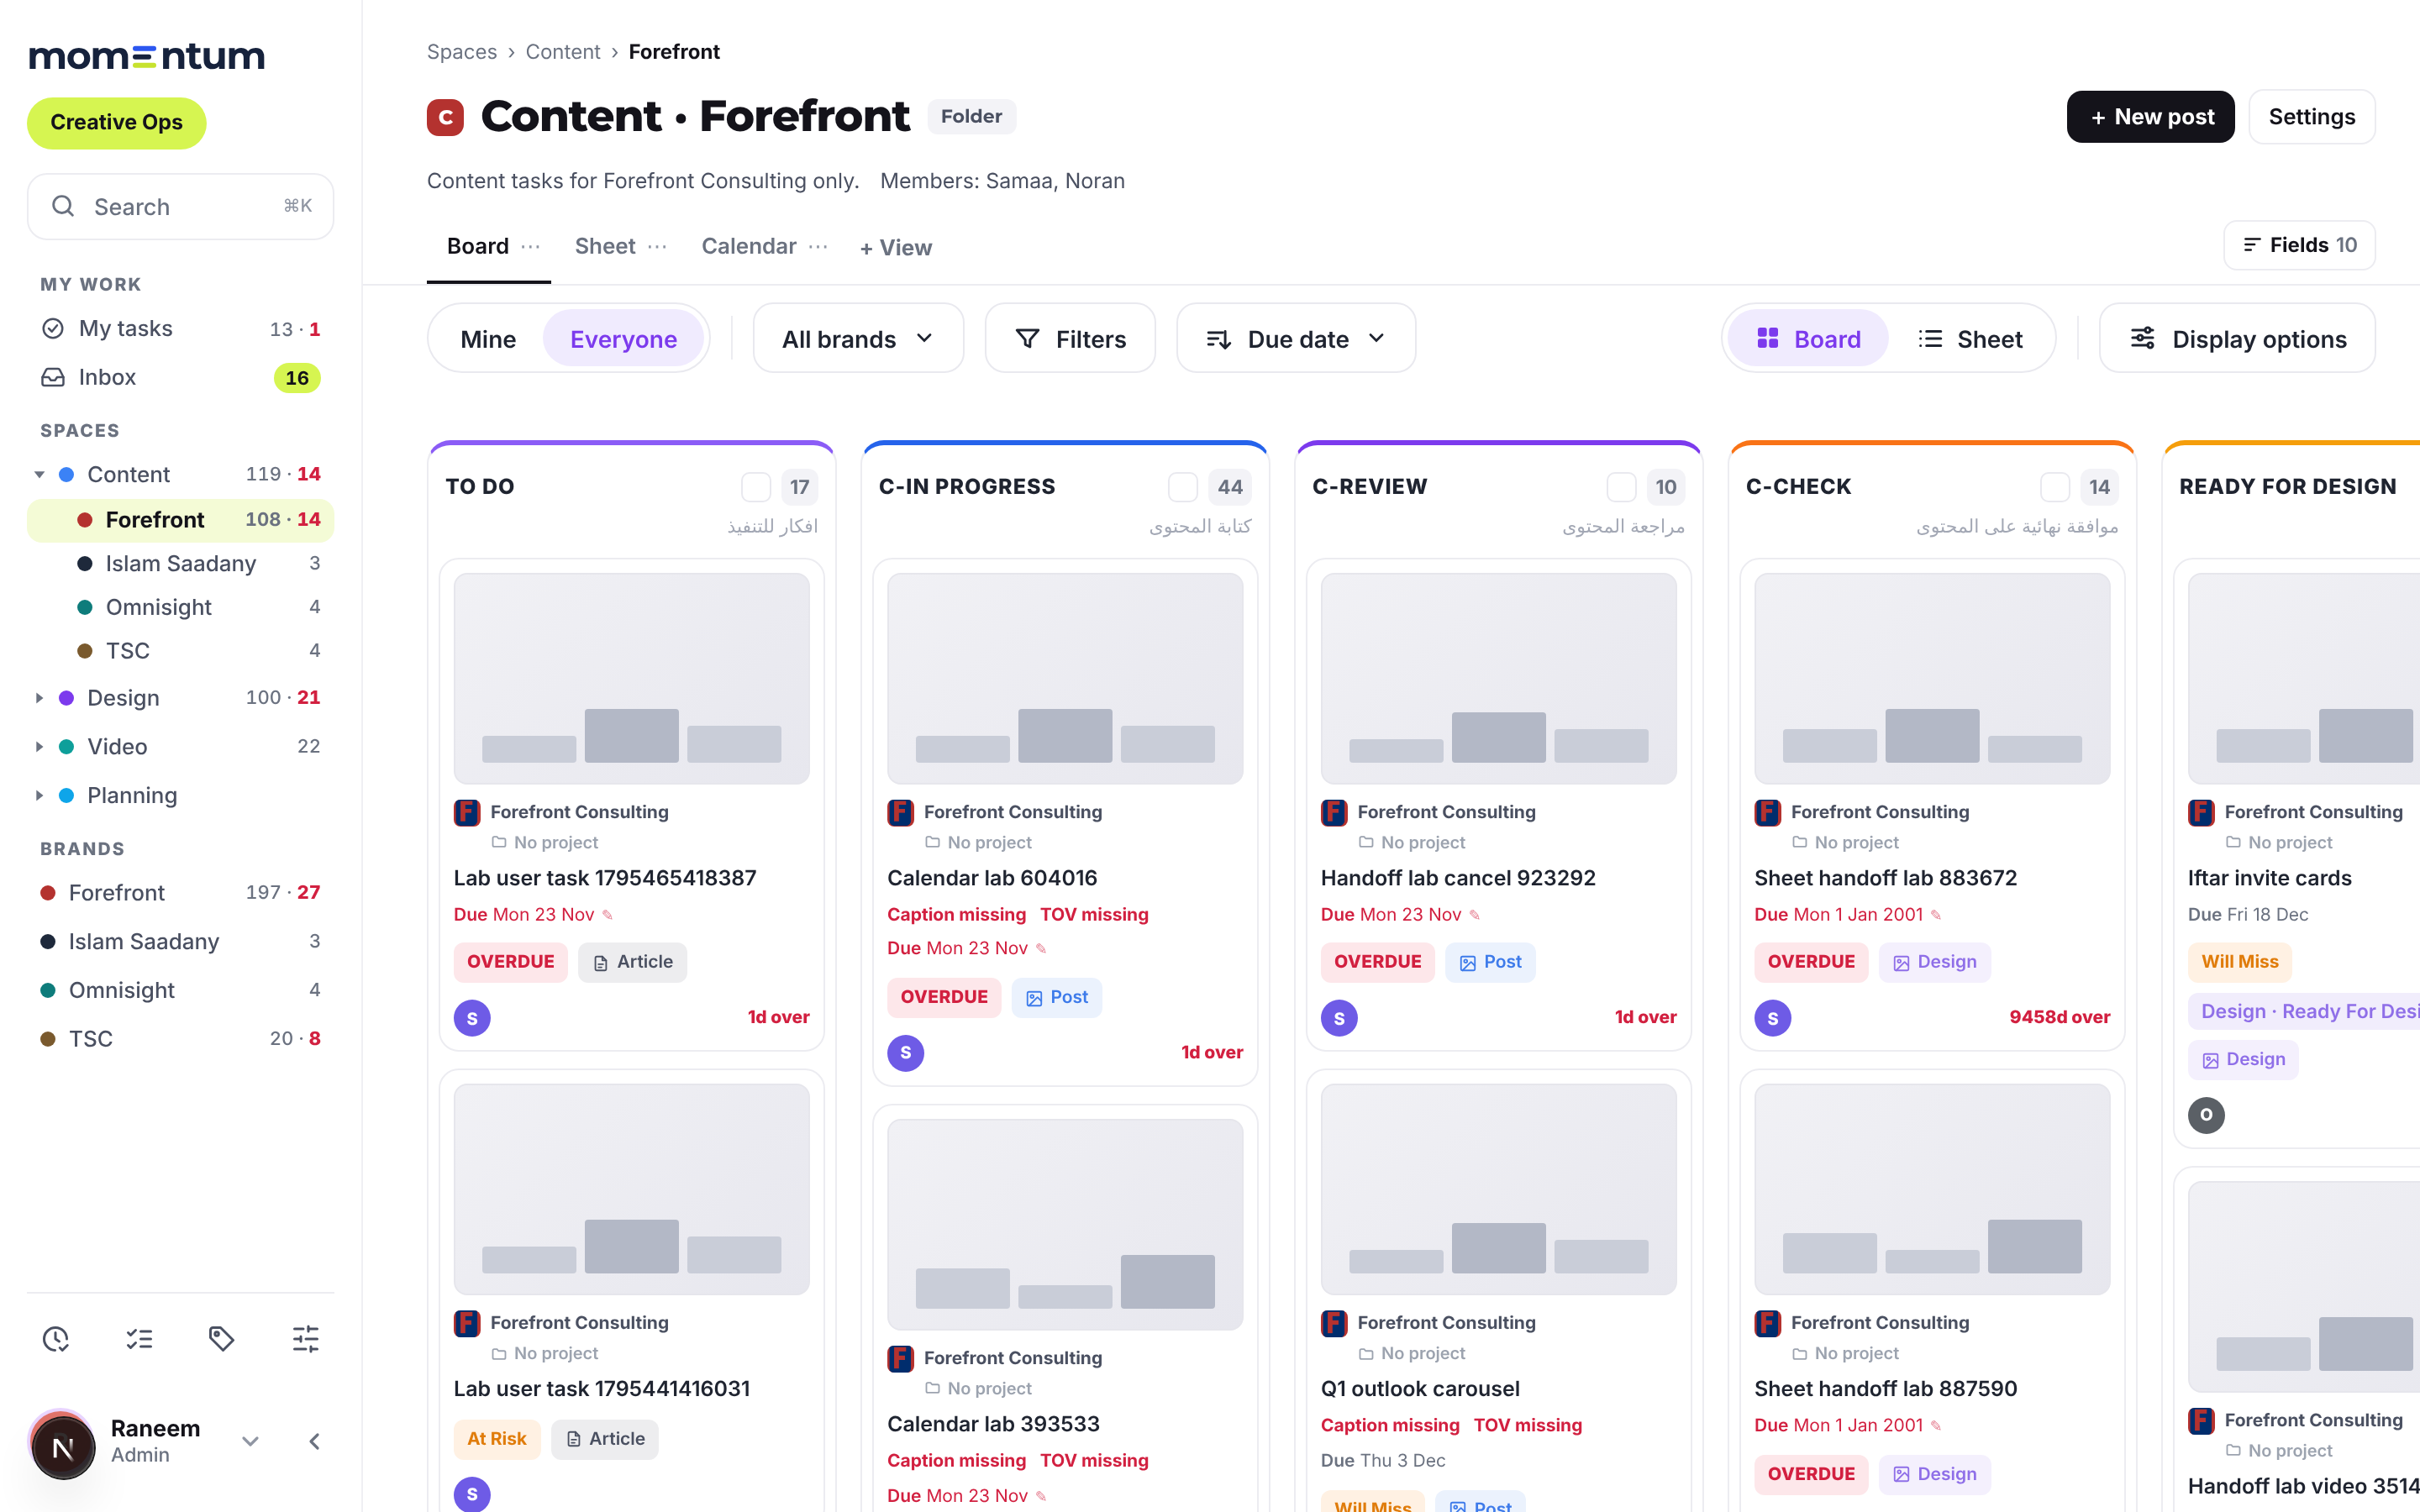 momentum
Creative Ops
Search ⌘K
MY WORK
My tasks 13 · 1
Inbox 16
SPACES
Content 119 · 14
Forefront 108 · 14
Islam Saadany 3
Omnisight 4
TSC 4
Design 100 · 21
Video 22
Planning
BRANDS
Forefront 197 · 27
Islam Saadany 3
Omnisight 4
TSC 20 · 8
N
Raneem
Admin
Spaces › Content › Forefront
C Content · Forefront Folder
+ New post Settings
Content tasks for Forefront Consulting only. Members: Samaa, Noran
Board ··· Sheet ··· Calendar ··· + View
Fields 10
Mine Everyone All brands Filters Due date
Board Sheet Display options
TO DO 17
افكار للتنفيذ
F Forefront Consulting
No project
Lab user task 1795465418387
Due Mon 23 Nov ✎
OVERDUE Article
S 1d over
F Forefront Consulting
No project
Lab user task 1795441416031
At Risk Article
S
C-IN PROGRESS 44
كتابة المحتوى
F Forefront Consulting
No project
Calendar lab 604016
Caption missing TOV missing
Due Mon 23 Nov ✎
OVERDUE Post
S 1d over
F Forefront Consulting
No project
Calendar lab 393533
Caption missing TOV missing
Due Mon 23 Nov ✎
C-REVIEW 10
مراجعة المحتوى
F Forefront Consulting
No project
Handoff lab cancel 923292
Due Mon 23 Nov ✎
OVERDUE Post
S 1d over
F Forefront Consulting
No project
Q1 outlook carousel
Caption missing TOV missing
Due Thu 3 Dec
Will Miss Post
C-CHECK 14
موافقة نهائية على المحتوى
F Forefront Consulting
No project
Sheet handoff lab 883672
Due Mon 1 Jan 2001 ✎
OVERDUE Design
S 9458d over
F Forefront Consulting
No project
Sheet handoff lab 887590
Due Mon 1 Jan 2001 ✎
OVERDUE Design
READY FOR DESIGN
F Forefront Consulting
No project
Iftar invite cards
Due Fri 18 Dec
Will Miss
Design · Ready For Desi
Design
O
F Forefront Consulting
No project
Handoff lab video 3514